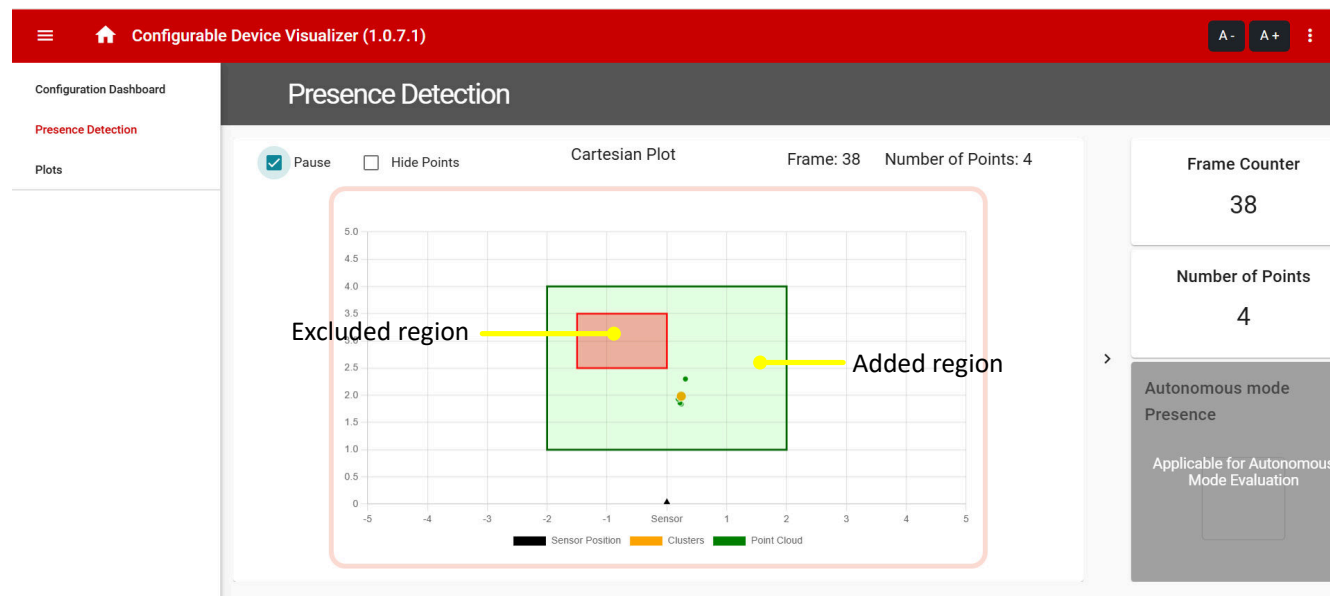 Configurable Device Visualizer (1.0.7.1)
A -
A +
Configuration Dashboard
Presence Detection
Plots
Presence Detection
Pause
Hide Points
Cartesian Plot
Frame: 38
Number of Points: 4
5.0
4.5
4.0
3.5
Excluded region
3.0
2.5
Added region
2.0
1.5
1.0
0.5
0
-5
-4
-3
-2
-1
Sensor
1
2
3
4
5
Sensor Position
Clusters
Point Cloud
Frame Counter
38
Number of Points
4
Autonomous mode
Presence
Applicable for Autonomous
Mode Evaluation